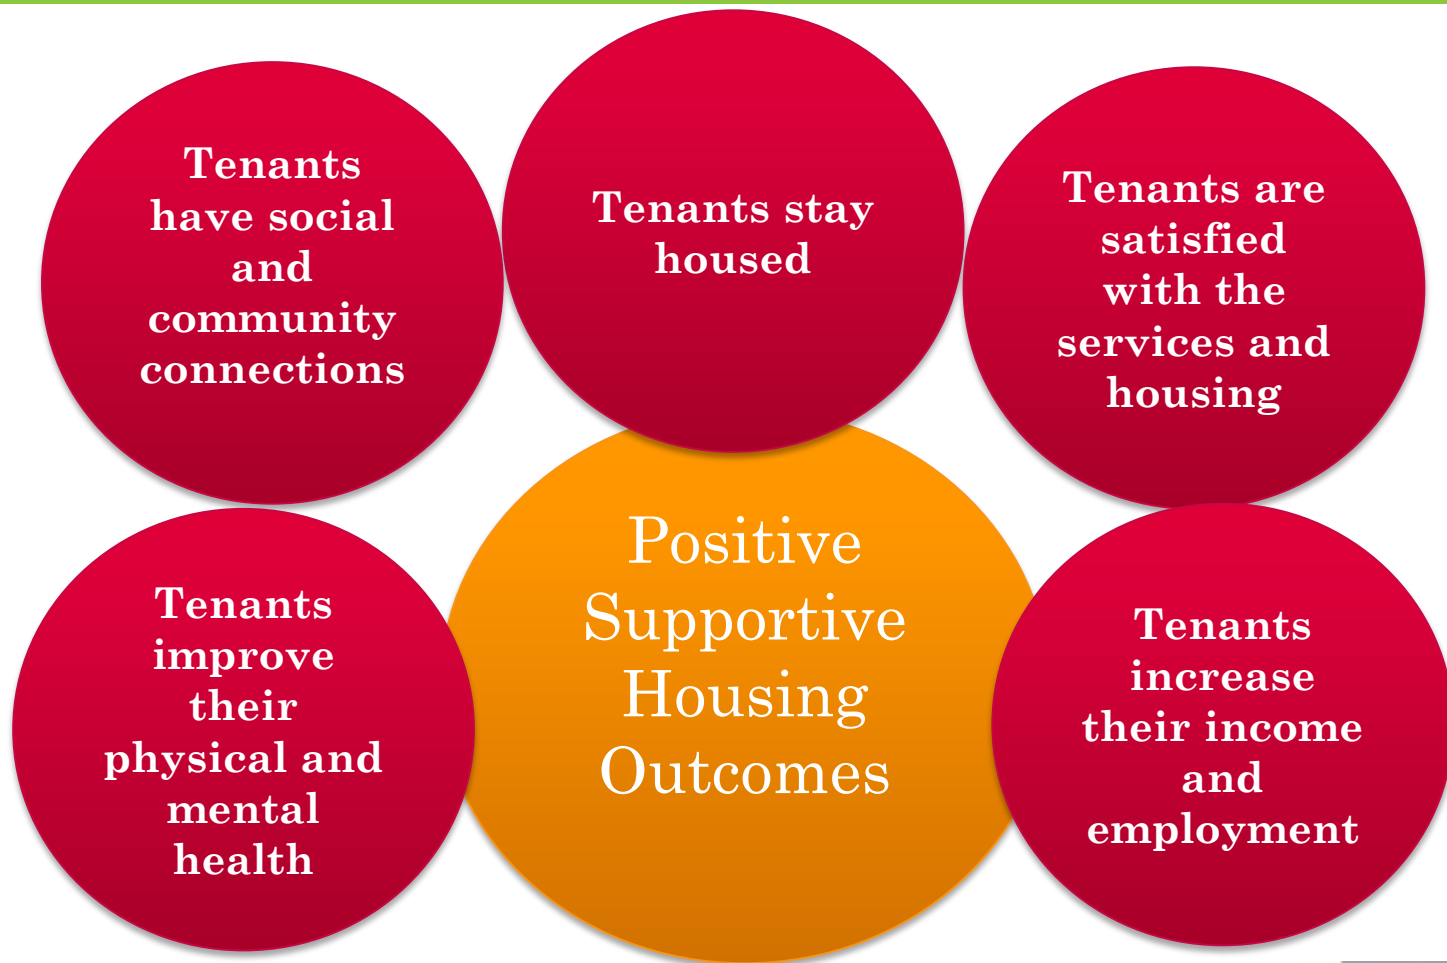 Tenants
have social
and
community
connections
Tenants stay
housed
Tenants are
satisfied
with the
services and
housing
Tenants
improve
their
physical and
mental
health
Positive
Supportive
Housing
Outcomes
Tenants
increase
their income
and
employment